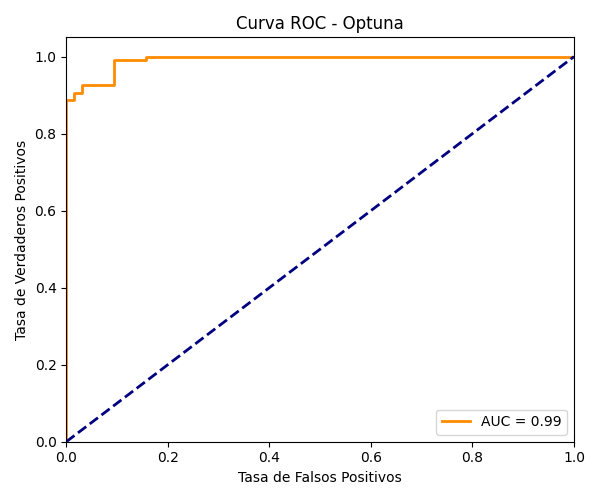 Curva ROC - Optuna
Tasa de Verdaderos Positivos
1.0
0.8
0.6
0.4
0.2
0.0
0.0 0.2 0.4 0.6 0.8 1.0
AUC = 0.99
Tasa de Falsos Positivos